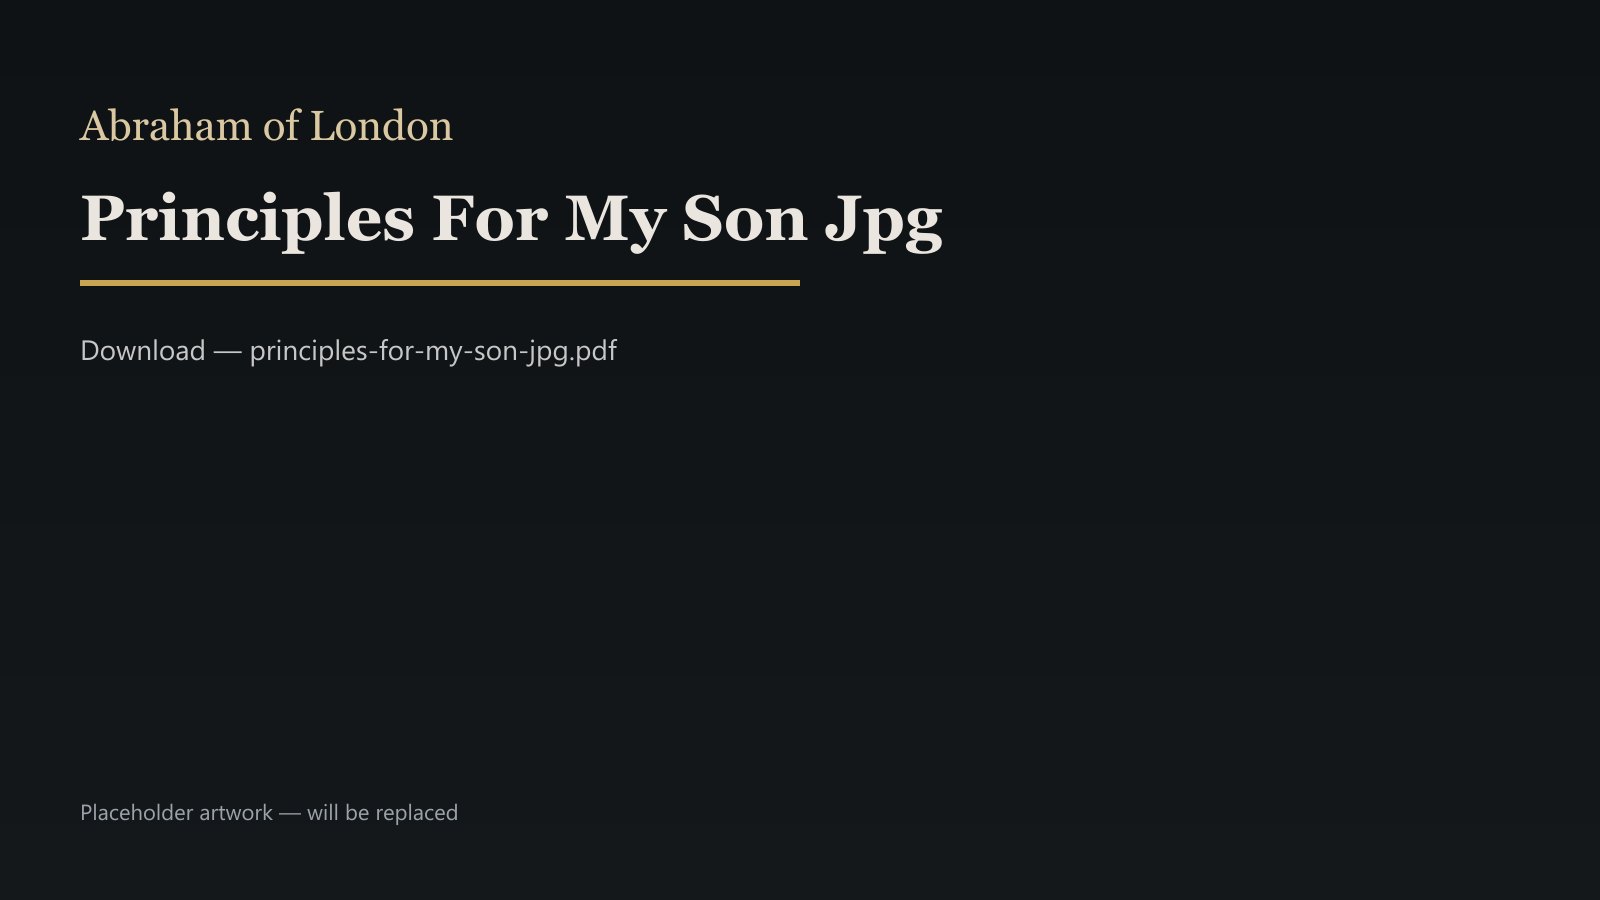 Abraham of London
Principles For My Son Jpg
Download — principles-for-my-son-jpg.pdf
Placeholder artwork — will be replaced